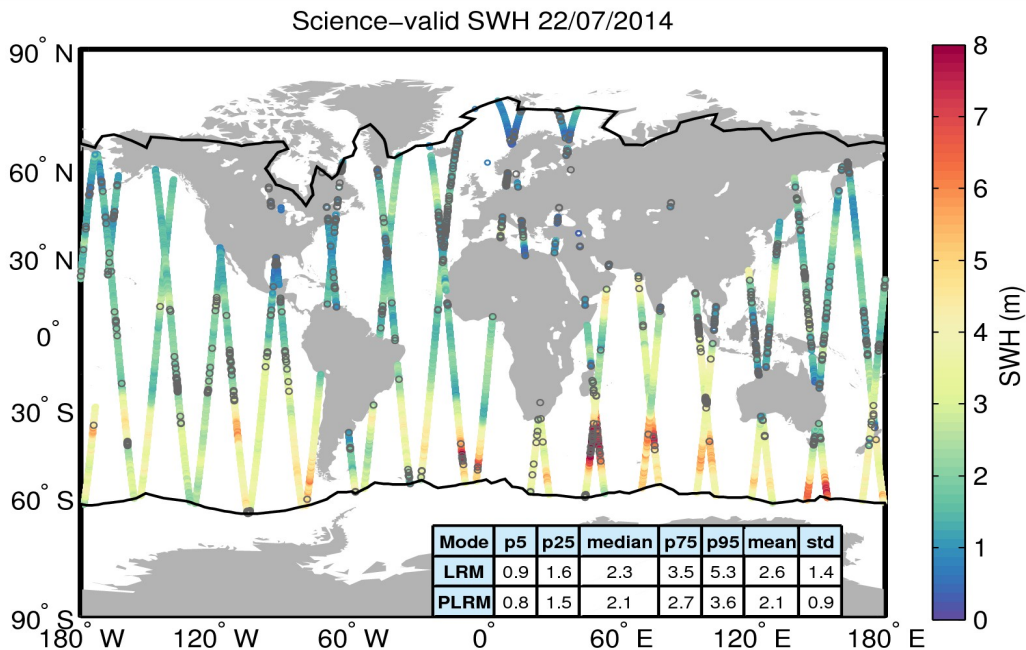 Science−valid SWH 22/07/2014
90° N
60° N
30° N
0°
30° S
60° S
90° S
180° W
120° W
60° W
0°
60° E
120° E
180° E
Mode p5 p25 median p75 p95 mean std
LRM 0.9 1.6 2.3 3.5 5.3 2.6 1.4
PLRM 0.8 1.5 2.1 2.7 3.6 2.1 0.9
8
7
6
5
4
3
2
1
0
SWH (m)